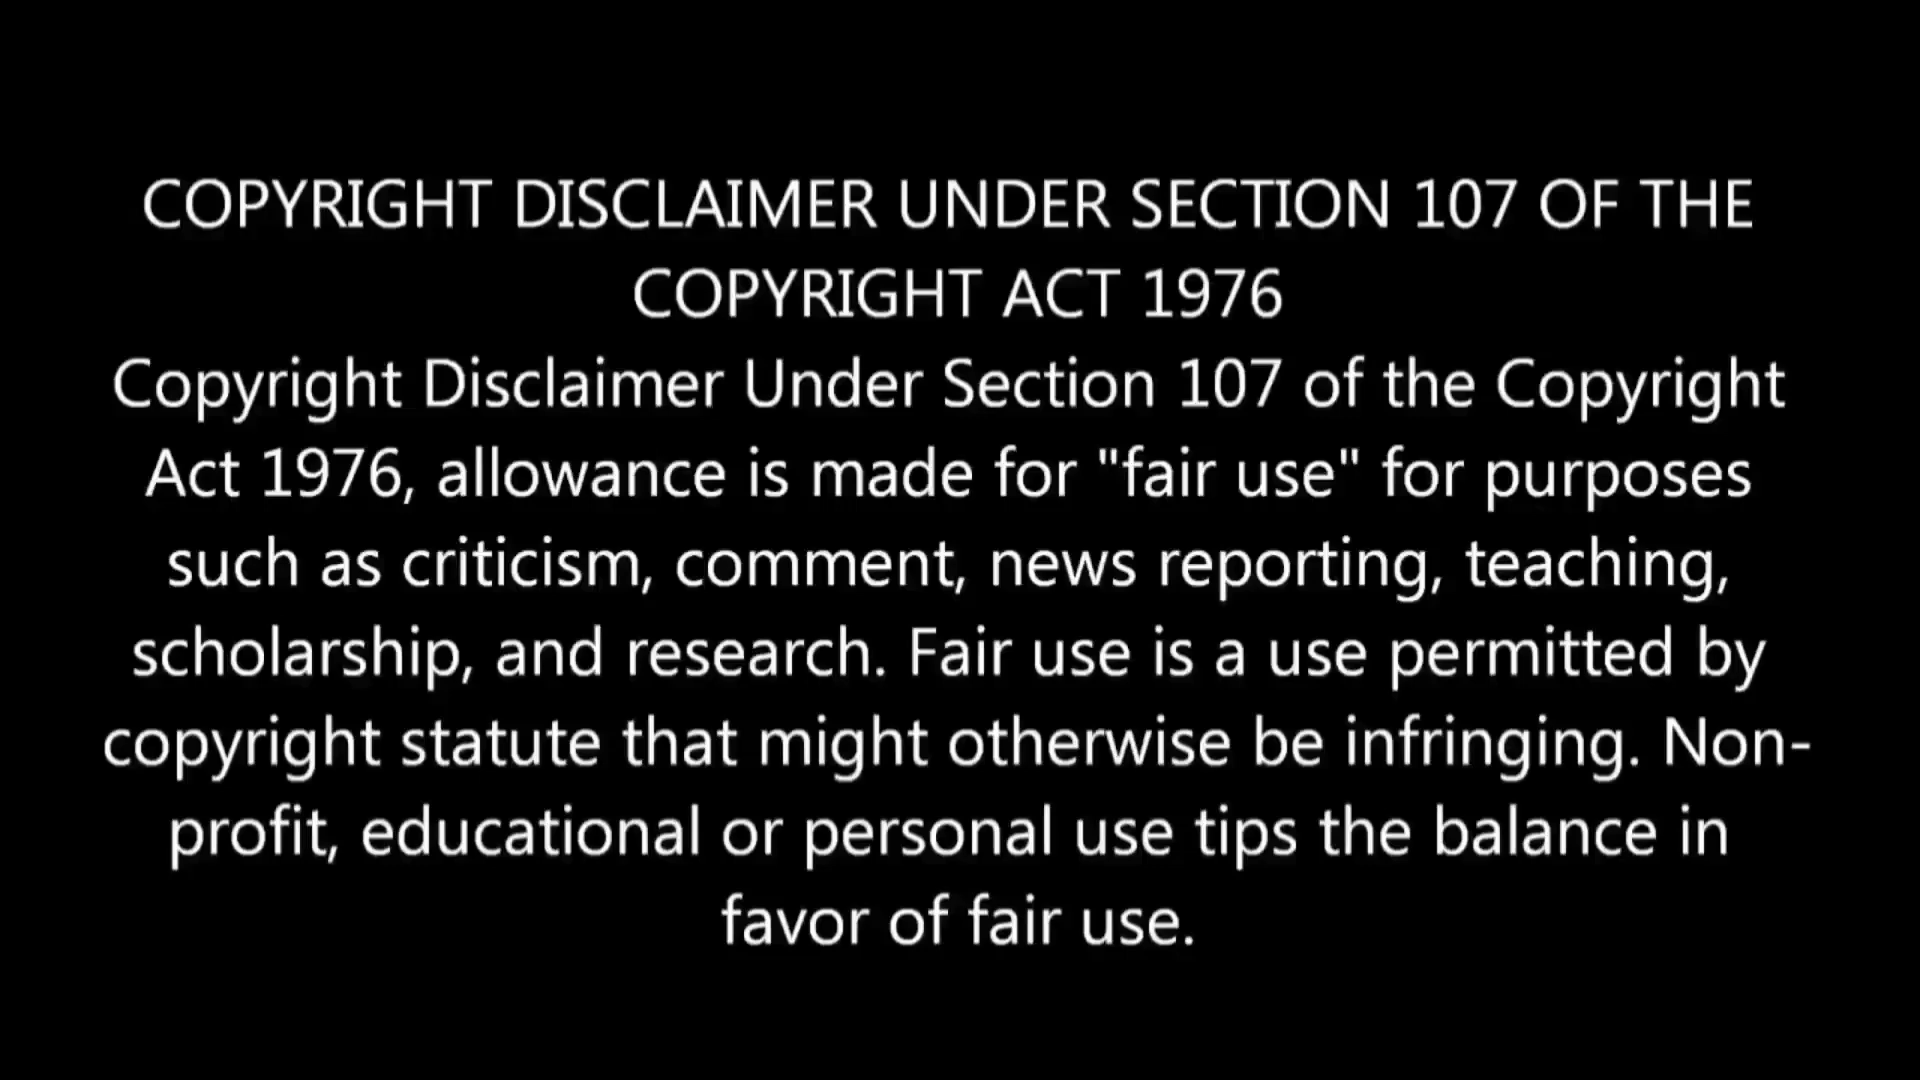 COPYRIGHT DISCLAIMER UNDER SECTION 107 OF THE
COPYRIGHT ACT 1976
Copyright Disclaimer Under Section 107 of the Copyright
Act 1976, allowance is made for "fair use" for purposes
such as criticism, comment, news reporting, teaching,
scholarship, and research. Fair use is a use permitted by
copyright statute that might otherwise be infringing. Non-
profit, educational or personal use tips the balance in
favor of fair use.